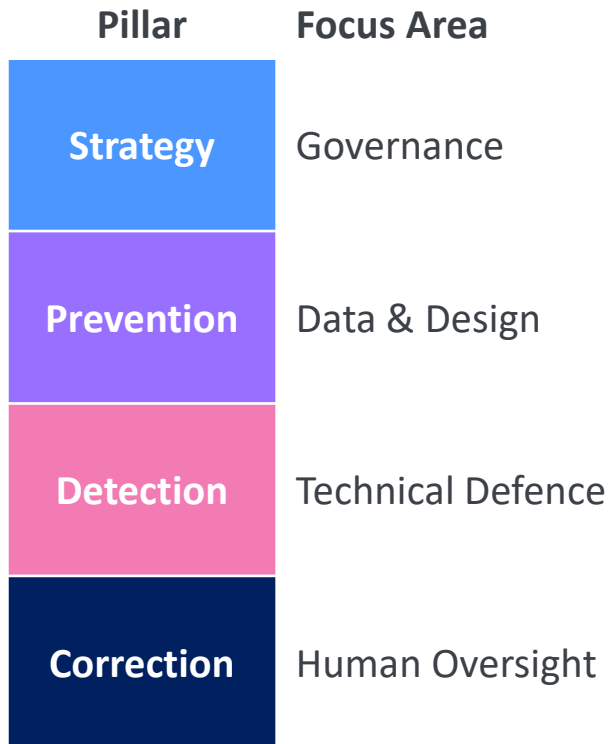 Pillar Focus Area
Strategy Governance
Prevention Data & Design
Detection Technical Defence
Correction Human Oversight